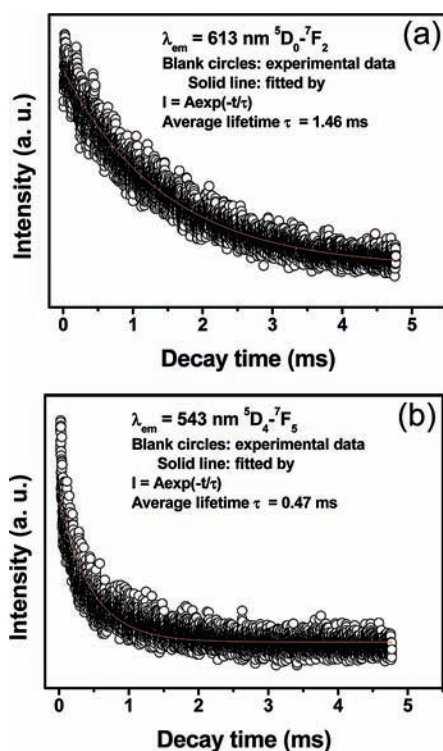 (a)
λem = 613 nm ⁵D₀-⁷F₂
Blank circles: experimental data
Solid line: fitted by
I = Aexp(-t/τ)
Average lifetime τ = 1.46 ms
Intensity (a. u.)
0 1 2 3 4 5
Decay time (ms)
(b)
λem = 543 nm ⁵D₄-⁷F₅
Blank circles: experimental data
Solid line: fitted by
I = Aexp(-t/τ)
Average lifetime τ = 0.47 ms
Intensity (a. u.)
0 1 2 3 4 5
Decay time (ms)